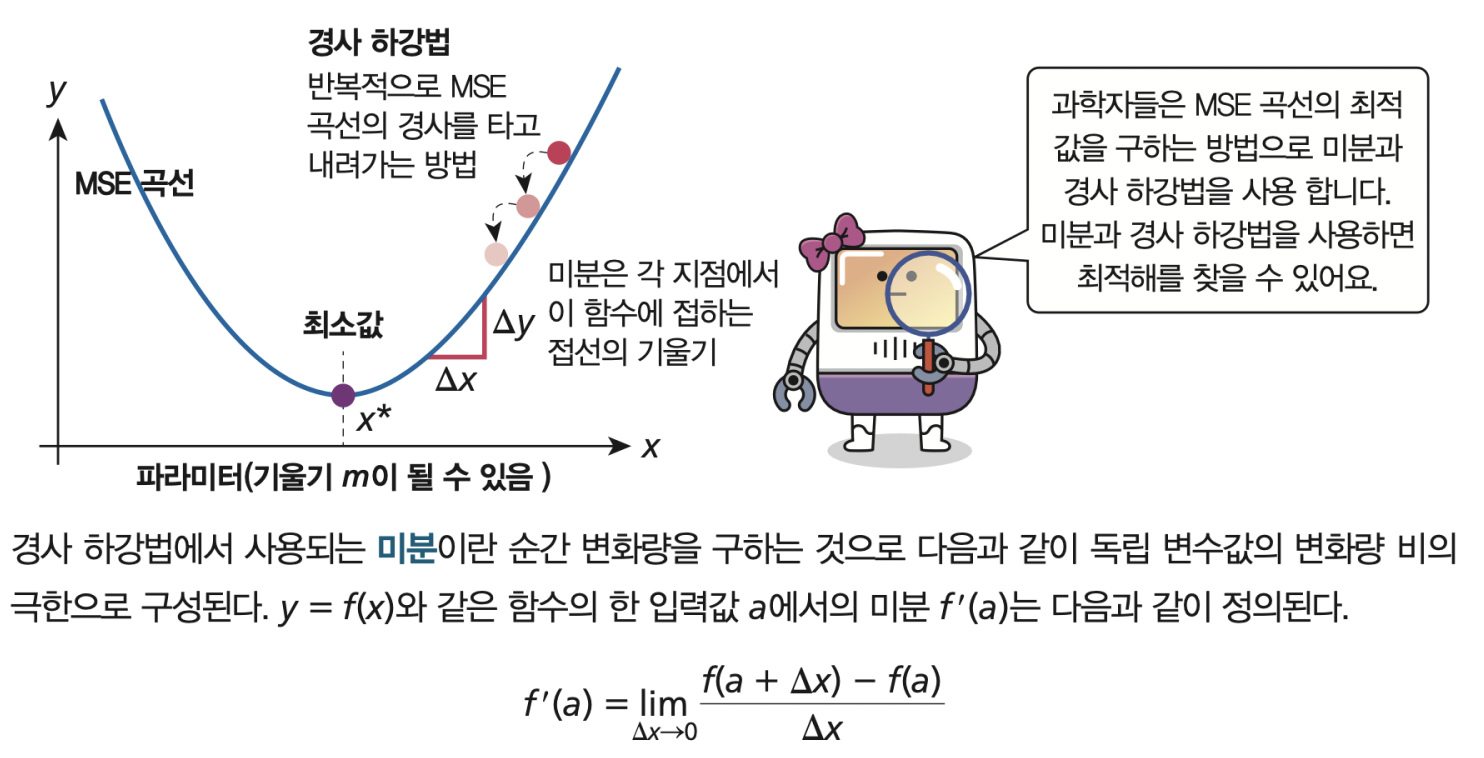 경사 하강법
반복적으로 MSE
곡선의 경사를 타고
내려가는 방법
y
MSE 곡선
미분은 각 지점에서
이 함수에 접하는
접선의 기울기
최소값
Δy
Δx
x*
x
파라미터(기울기 m이 될 수 있음 )
과학자들은 MSE 곡선의 최적
값을 구하는 방법으로 미분과
경사 하강법을 사용 합니다.
미분과 경사 하강법을 사용하면
최적해를 찾을 수 있어요.
경사 하강법에서 사용되는 미분이란 순간 변화량을 구하는 것으로 다음과 같이 독립 변수값의 변화량 비의
극한으로 구성된다. y = f(x)와 같은 함수의 한 입력값 a에서의 미분 f′(a)는 다음과 같이 정의된다.
f′(a) = lim Δx→0 (f(a + Δx) − f(a)) / Δx